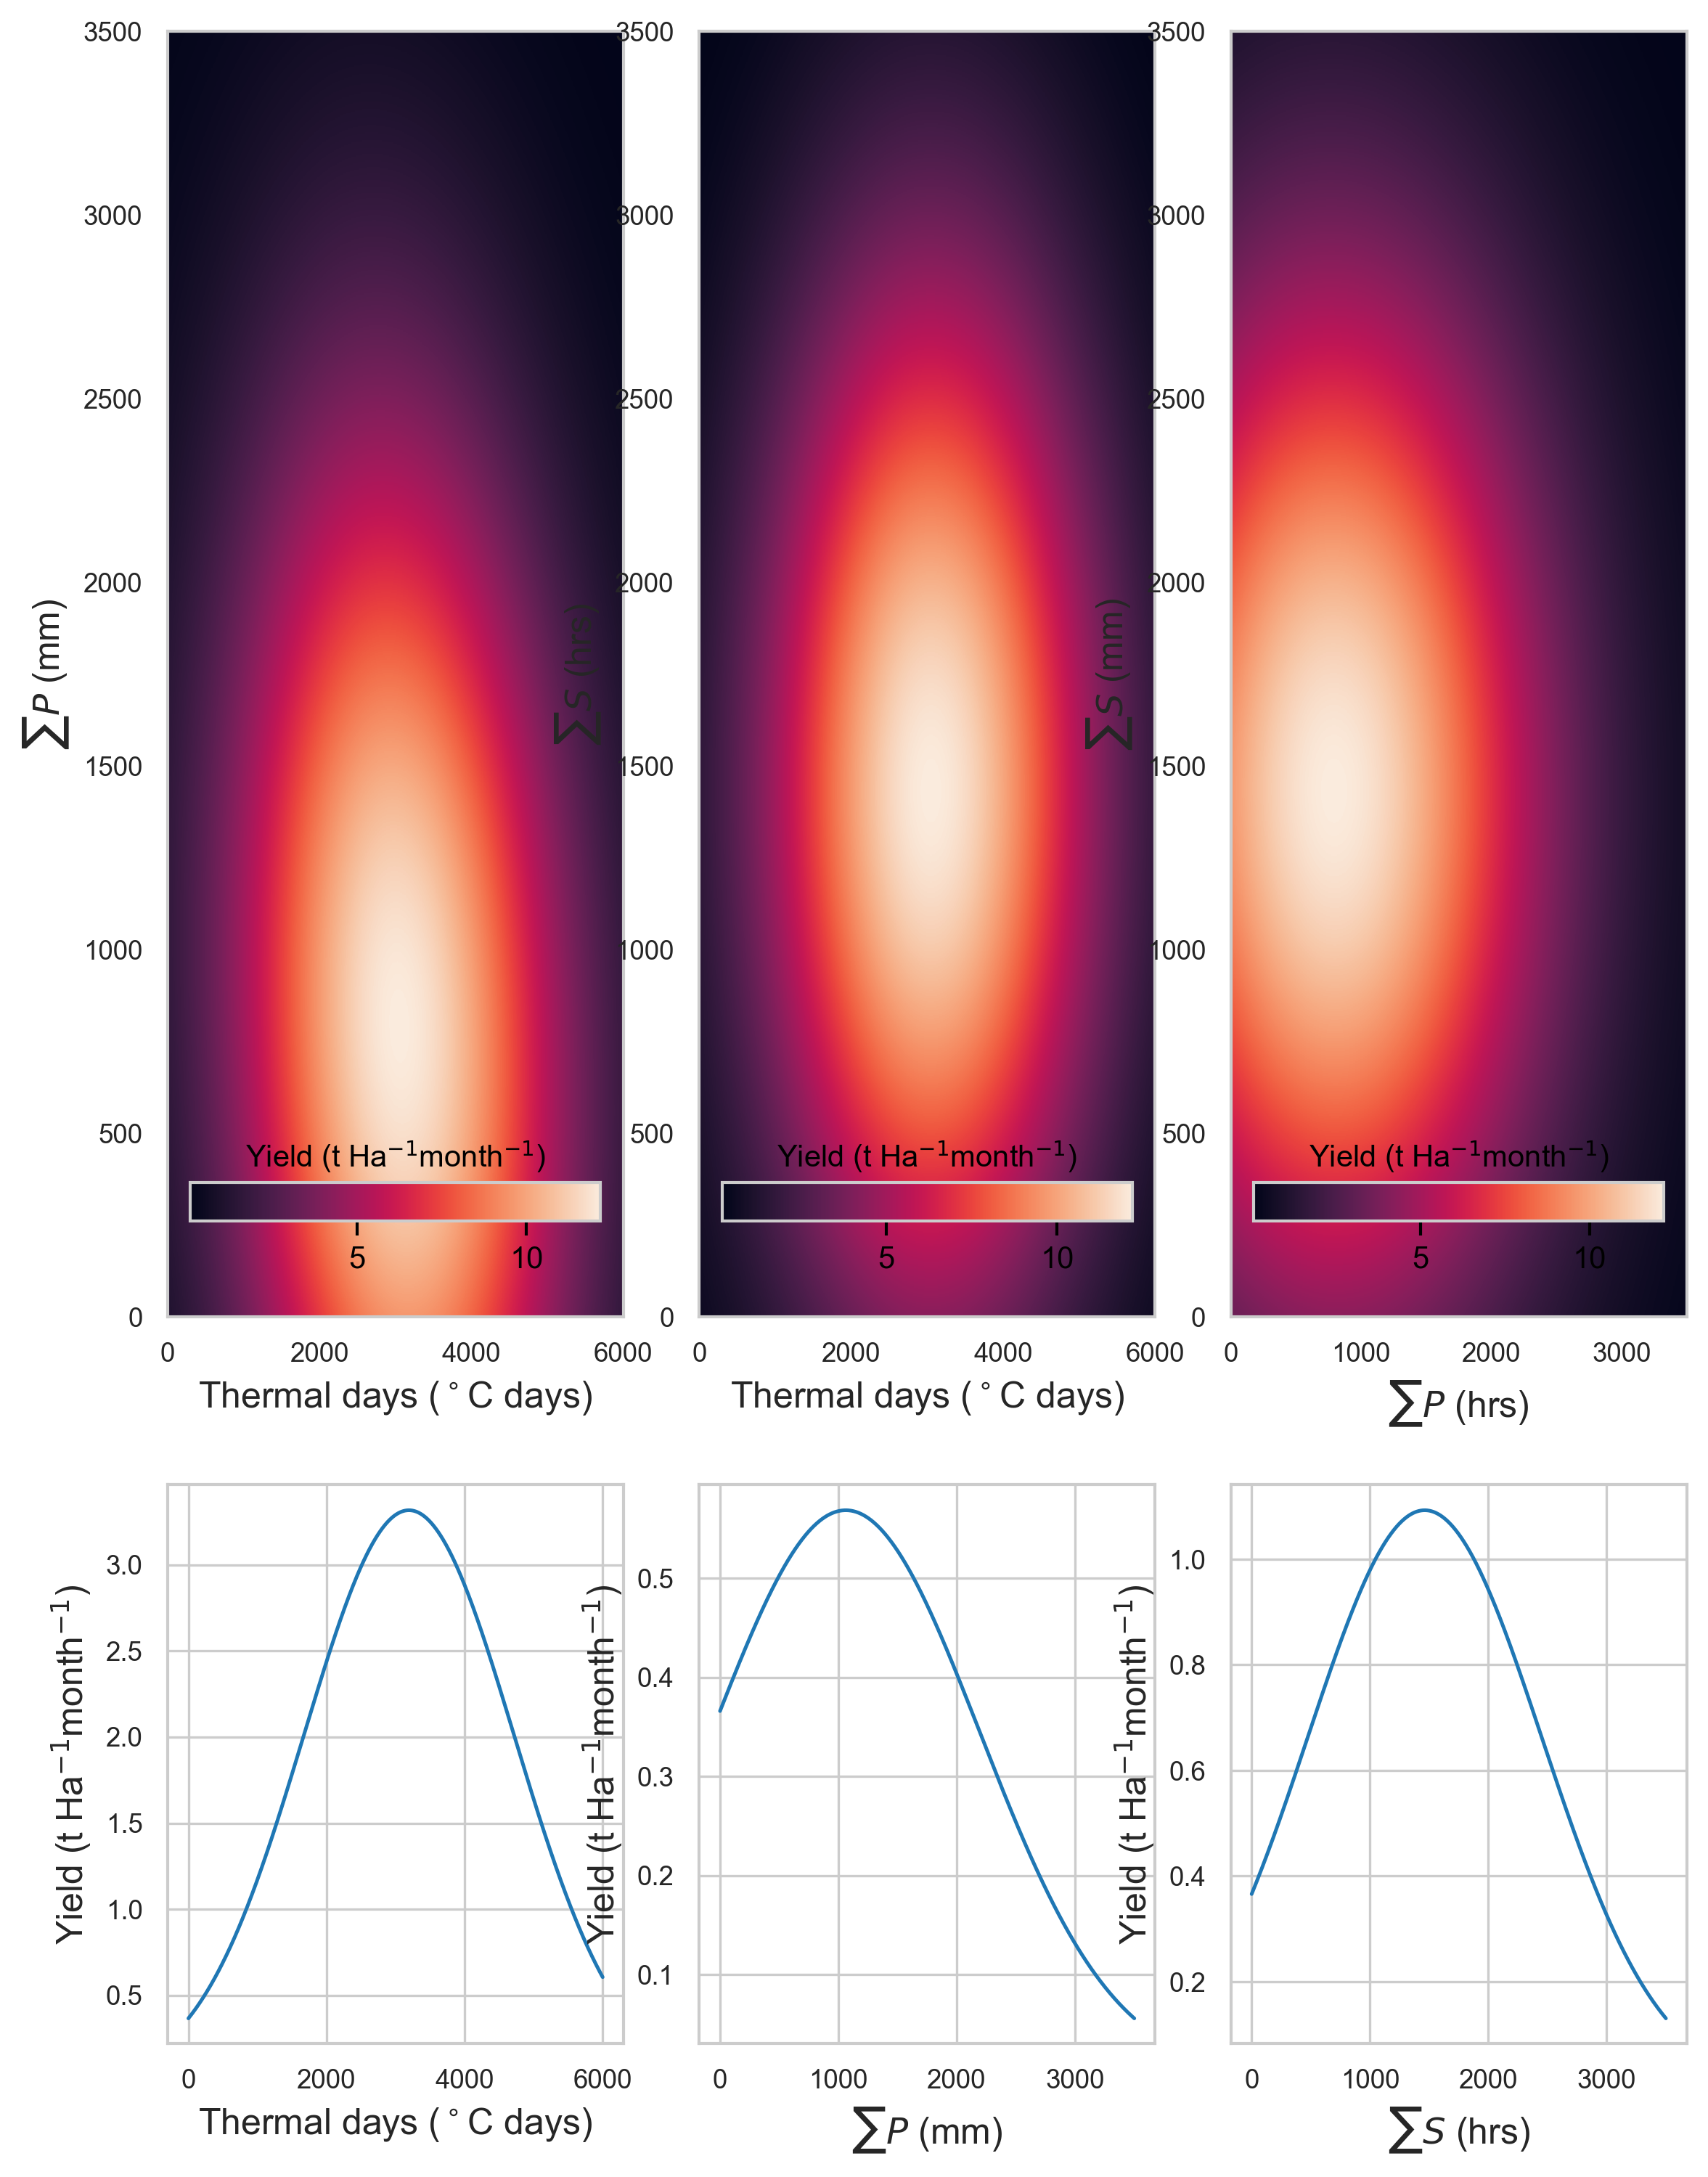 3500
3000
2500
2000
1500
1000
500
0
∑P (mm)
Yield (t Ha⁻¹month⁻¹)
5 10
0 2000 4000 6000
Thermal days (°C days)
3500
3000
2500
2000
1500
1000
500
0
∑S (hrs)
Yield (t Ha⁻¹month⁻¹)
5 10
0 2000 4000 6000
Thermal days (°C days)
3500
3000
2500
2000
1500
1000
500
0
∑S (mm)
Yield (t Ha⁻¹month⁻¹)
5 10
0 1000 2000 3000
∑P (hrs)
3.0
2.5
2.0
1.5
1.0
0.5
Yield (t Ha⁻¹month⁻¹)
0 2000 4000 6000
Thermal days (°C days)
0.5
0.4
0.3
0.2
0.1
Yield (t Ha⁻¹month⁻¹)
0 1000 2000 3000
∑P (mm)
1.0
0.8
0.6
0.4
0.2
Yield (t Ha⁻¹month⁻¹)
0 1000 2000 3000
∑S (hrs)